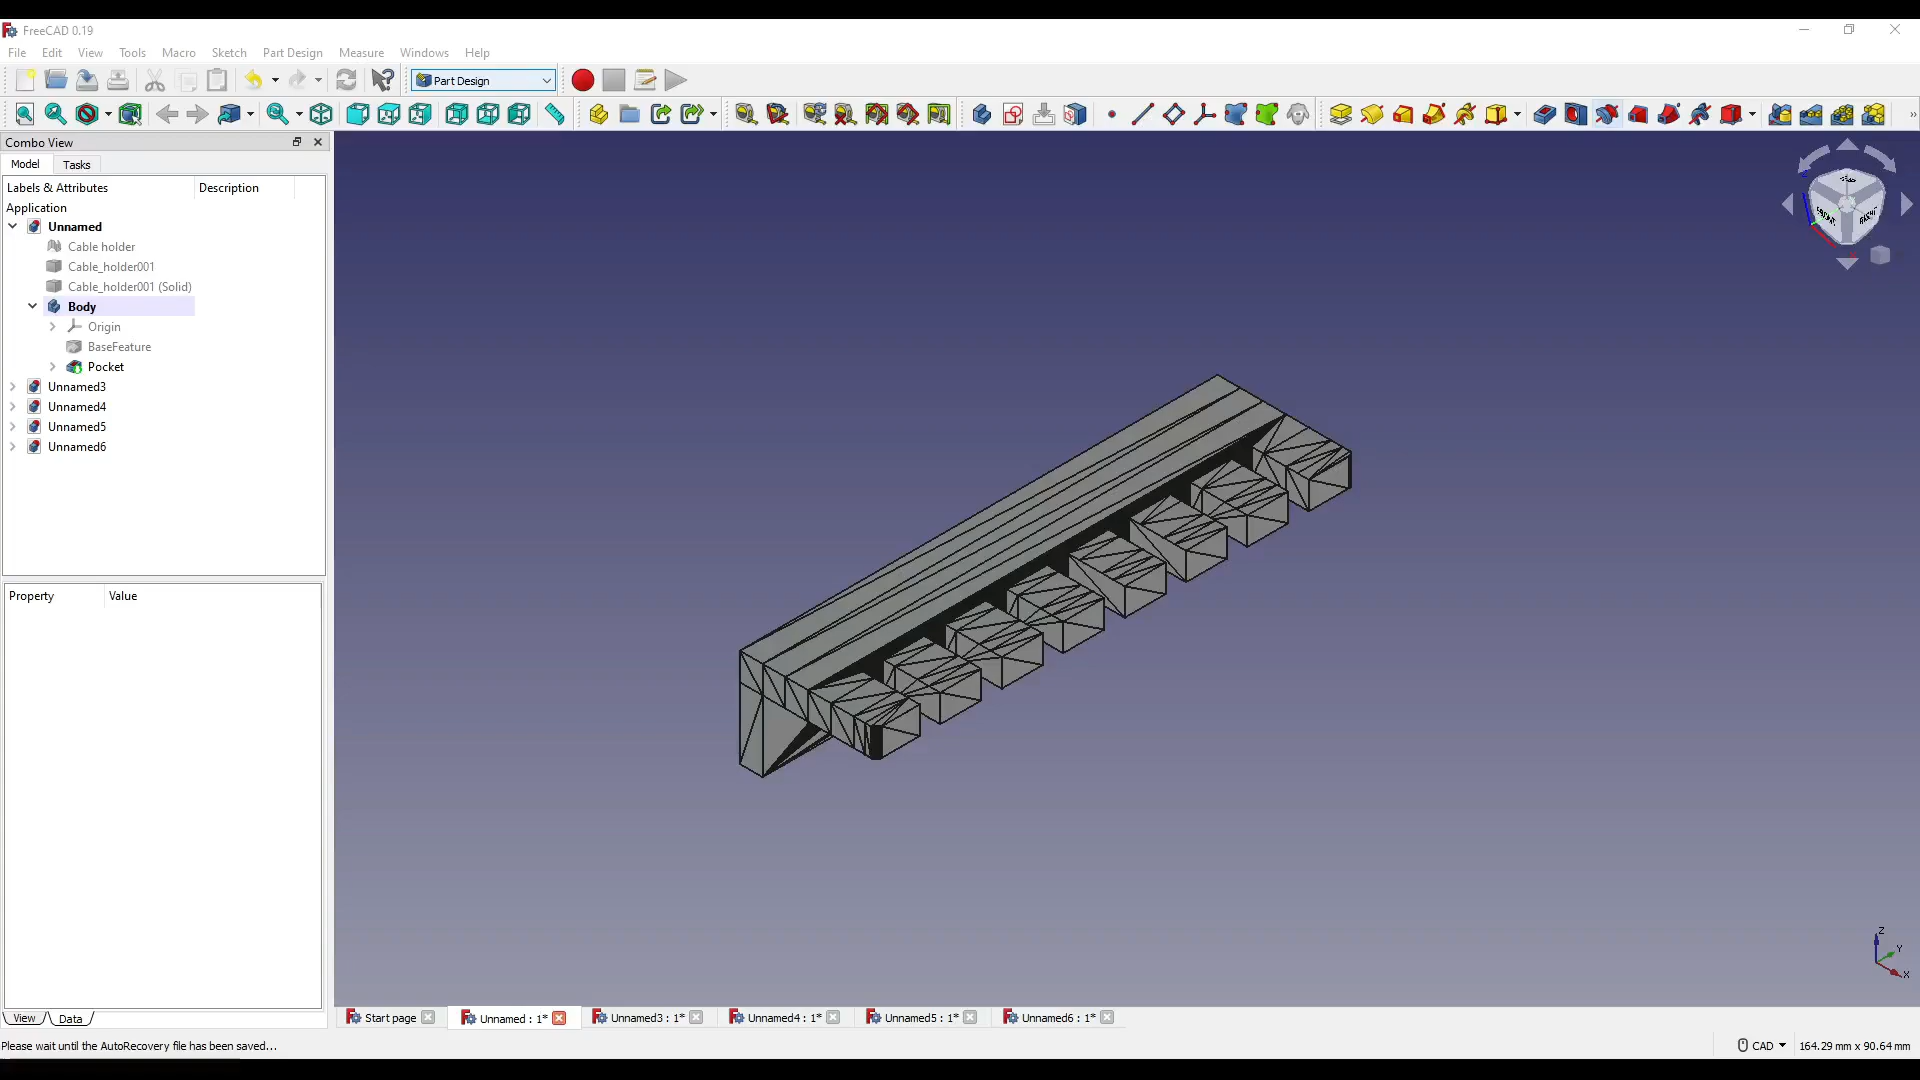 FreeCAD 0.19
File Edit View Tools Macro Sketch Part Design Measure Windows Help
Part Design
Combo View
Model Tasks
Labels & Attributes Description
Application
Unnamed
Cable holder
Cable_holder001
Cable_holder001 (Solid)
Body
Origin
BaseFeature
Pocket
Unnamed3
Unnamed4
Unnamed5
Unnamed6
Property Value
View Data
Start page Unnamed : 1* Unnamed3 : 1* Unnamed4 : 1* Unnamed5 : 1* Unnamed6 : 1*
Z
Y
X
Please wait until the AutoRecovery file has been saved...
CAD 164.29 mm x 90.64 mm